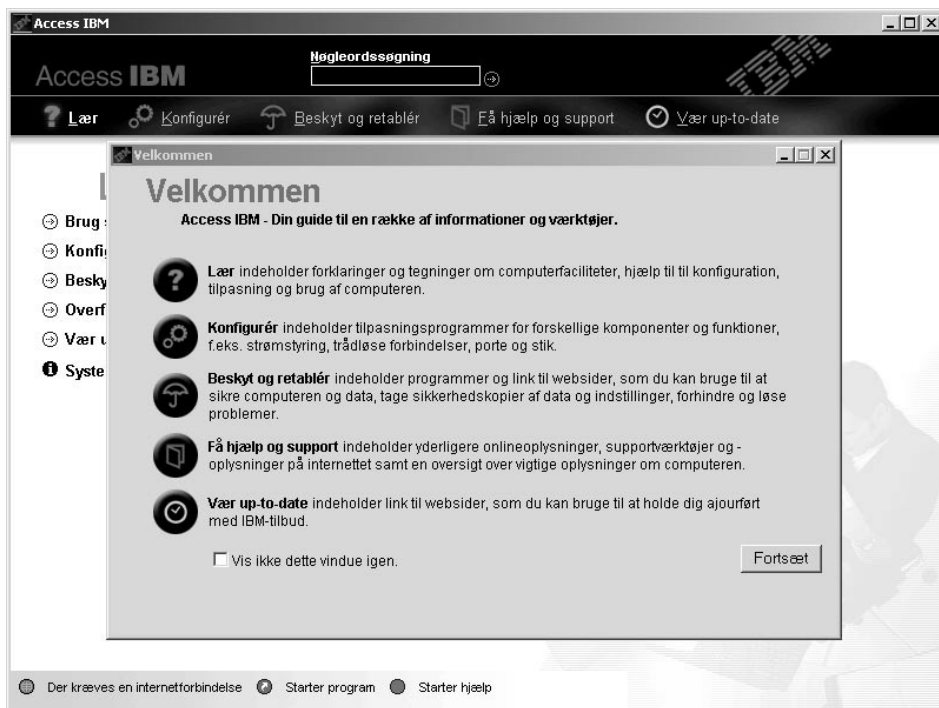 Access IBM
Nøgleordssøgning
Access IBM
IBM
Lær Konfigurér Beskyt og retablér Få hjælp og support Vær up-to-date
Velkommen
Velkommen
Access IBM - Din guide til en række af informationer og værktøjer.
Brug
Lær indeholder forklaringer og tegninger om computerfaciliteter, hjælp til til konfiguration,
tilpasning og brug af computeren.
Konfigurér indeholder tilpasningsprogrammer for forskellige komponenter og funktioner,
f.eks. strømstyring, trådløse forbindelser, porte og stik.
Beskyt og retablér indeholder programmer og link til websider, som du kan bruge til at
sikre computeren og data, tage sikkerhedskopier af data og indstillinger, forhindre og løse
problemer.
Få hjælp og support indeholder yderligere onlineoplysninger, supportværktøjer og -
oplysninger på internettet samt en oversigt over vigtige oplysninger om computeren.
Vær up-to-date indeholder link til websider, som du kan bruge til at holde dig ajourført
med IBM-tilbud.
Konfi
Besky
Overf
Vær u
Syste
Vis ikke dette vindue igen.
Fortsæt
Der kræves en internetforbindelse Starter program Starter hjælp